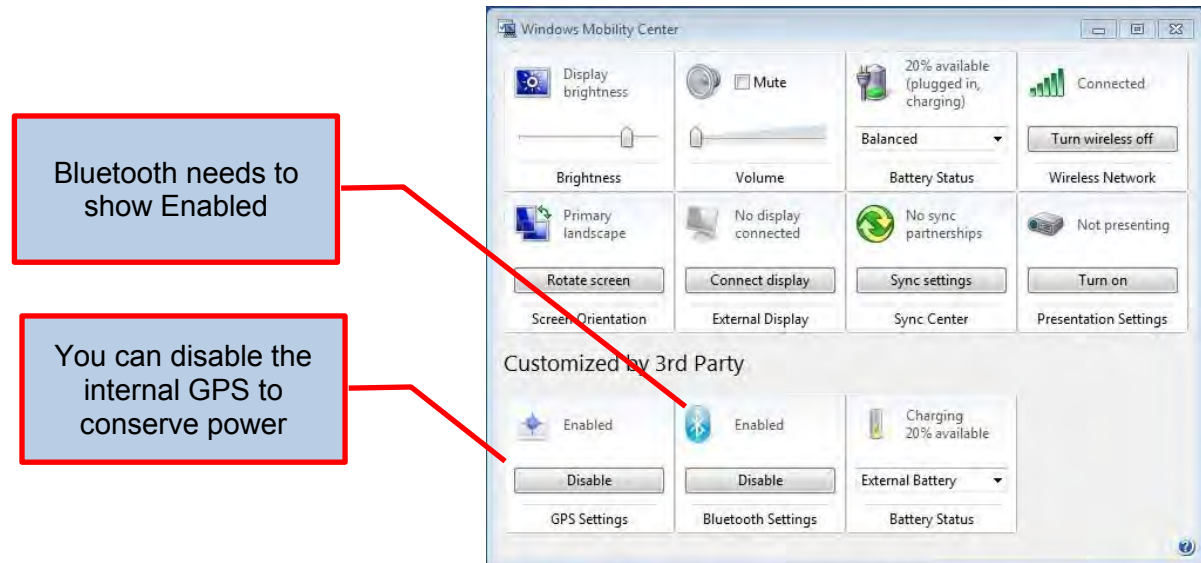 Windows Mobility Center
Display
brightness
Brightness
Mute
Volume
20% available
(plugged in,
charging)
Balanced
Battery Status
Connected
Turn wireless off
Wireless Network
Bluetooth needs to
show Enabled
Primary
landscape
Rotate screen
Screen Orientation
No display
connected
Connect display
External Display
No sync
partnerships
Sync settings
Sync Center
Not presenting
Turn on
Presentation Settings
You can disable the
internal GPS to
conserve power
Customized by 3rd Party
Enabled
Disable
GPS Settings
Enabled
Disable
Bluetooth Settings
Charging
20% available
External Battery
Battery Status